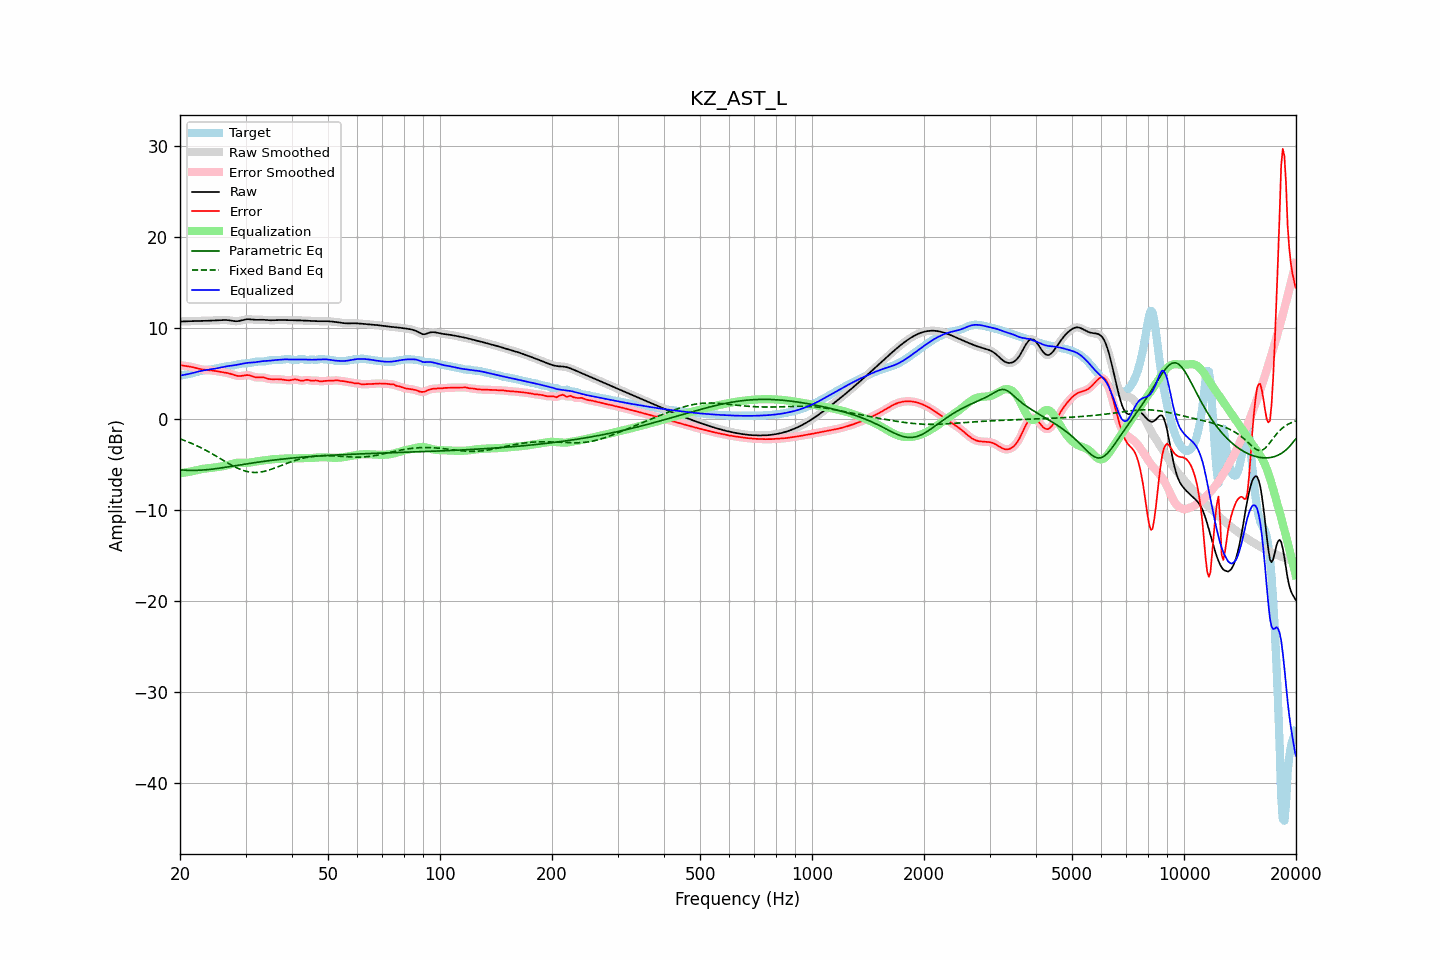 KZ_AST_L
Target
Raw Smoothed
Error Smoothed
Raw
Error
Equalization
Parametric Eq
Fixed Band Eq
Equalized
30
20
10
0
−10
−20
−30
−40
Amplitude (dBr)
20 50 100 200 500 1000 2000 5000 10000 20000
Frequency (Hz)